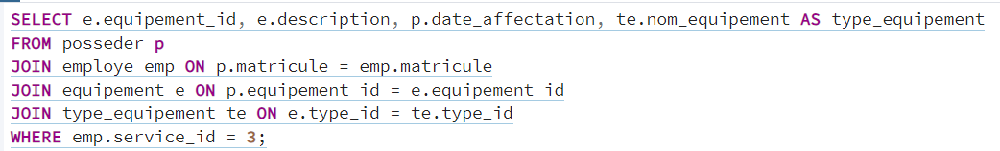 SELECT e.equipement_id, e.description, p.date_affectation, te.nom_equipement AS type_equipement
FROM posseder p
JOIN employe emp ON p.matricule = emp.matricule
JOIN equipement e ON p.equipement_id = e.equipement_id
JOIN type_equipement te ON e.type_id = te.type_id
WHERE emp.service_id = 3;